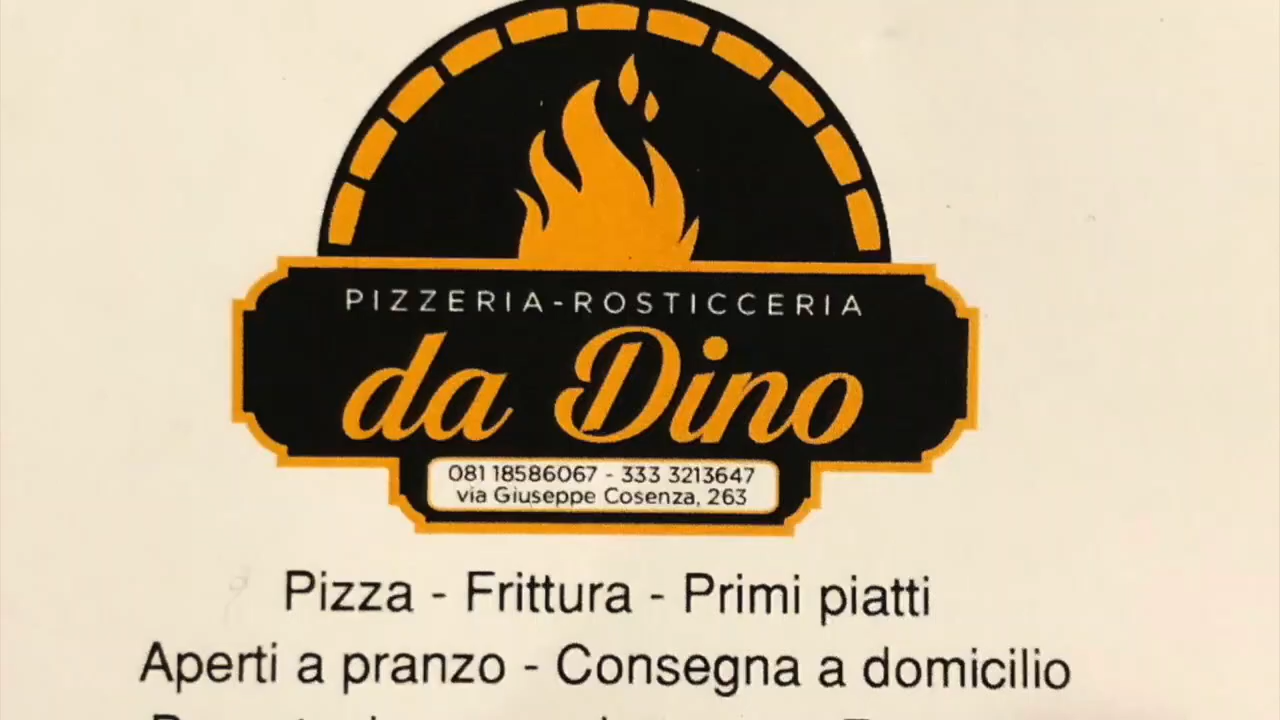 PIZZERIA-ROSTICCERIA
da Dino
081 18586067 - 333 3213647
via Giuseppe Cosenza, 263
Pizza - Frittura - Primi piatti
Aperti a pranzo - Consegna a domicilio